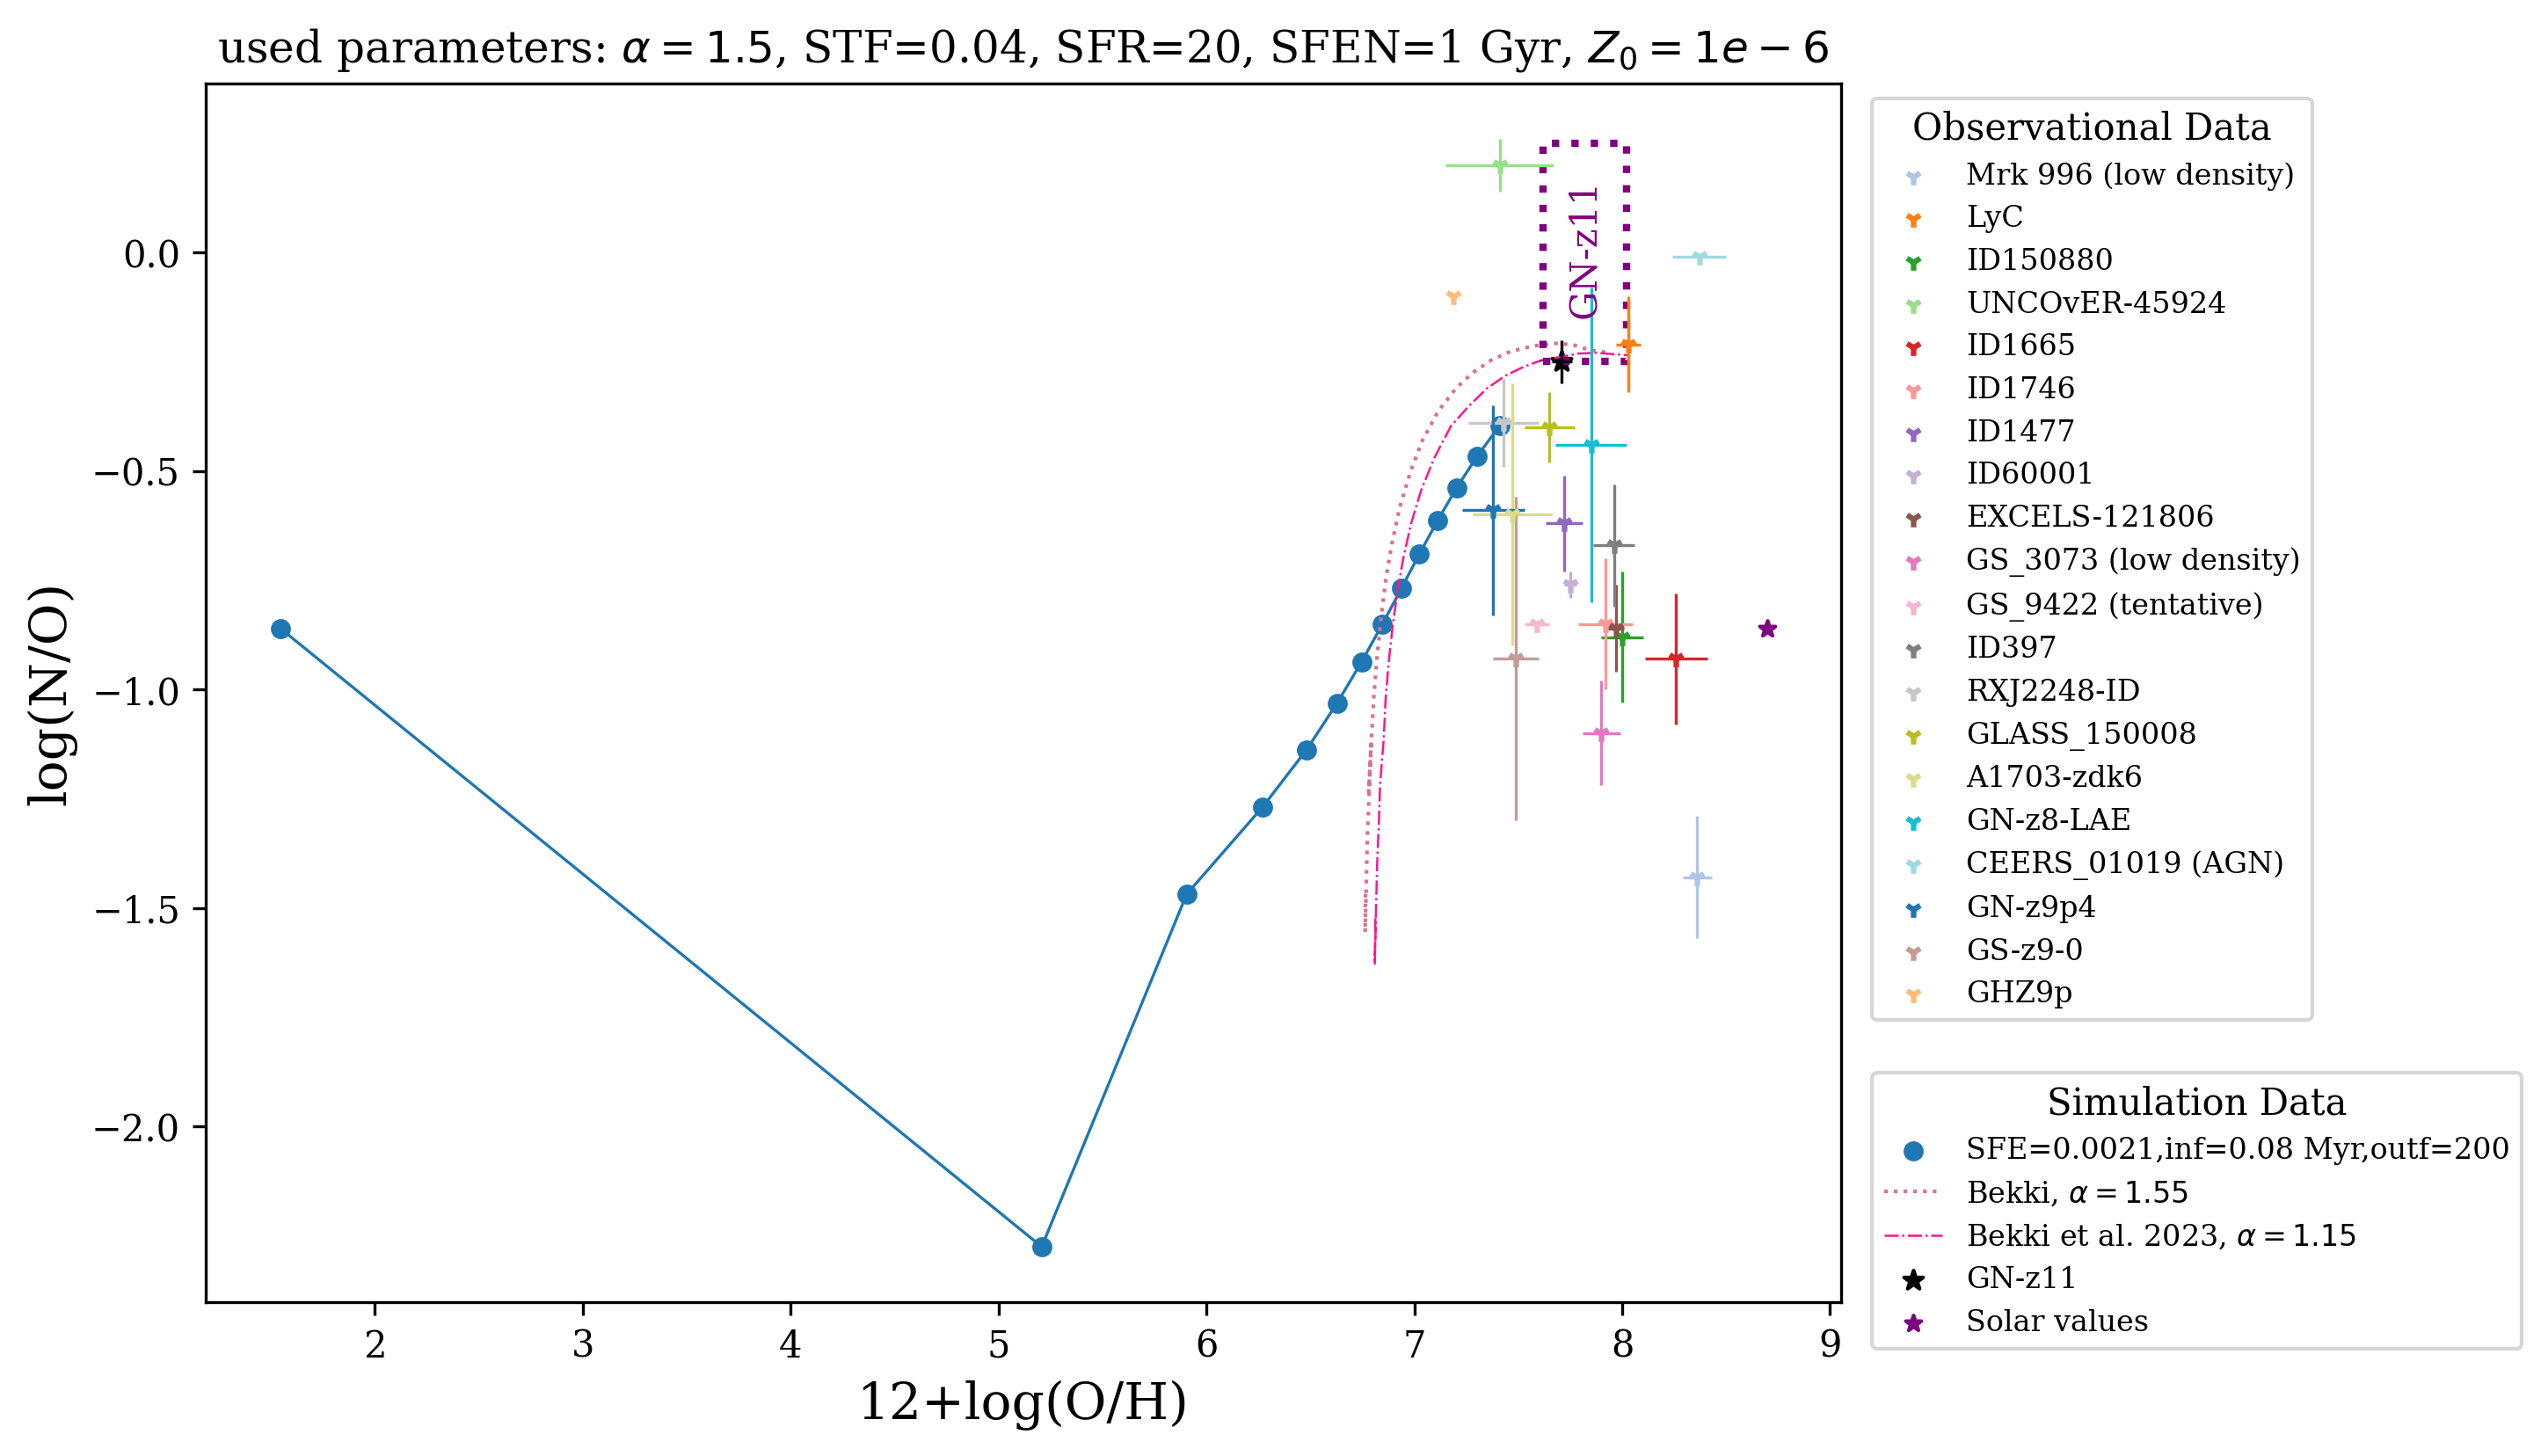 used parameters: α = 1.5, STF=0.04, SFR=20, SFEN=1 Gyr, Z₀ = 1e − 6
log(N/O)
0.0
−0.5
−1.0
−1.5
−2.0
GN-z11
2 3 4 5 6 7 8 9
12+log(O/H)
Observational Data
Mrk 996 (low density)
LyC
ID150880
UNCOvER-45924
ID1665
ID1746
ID1477
ID60001
EXCELS-121806
GS_3073 (low density)
GS_9422 (tentative)
ID397
RXJ2248-ID
GLASS_150008
A1703-zdk6
GN-z8-LAE
CEERS_01019 (AGN)
GN-z9p4
GS-z9-0
GHZ9p
Simulation Data
SFE=0.0021,inf=0.08 Myr,outf=200
Bekki, α = 1.55
Bekki et al. 2023, α = 1.15
GN-z11
Solar values